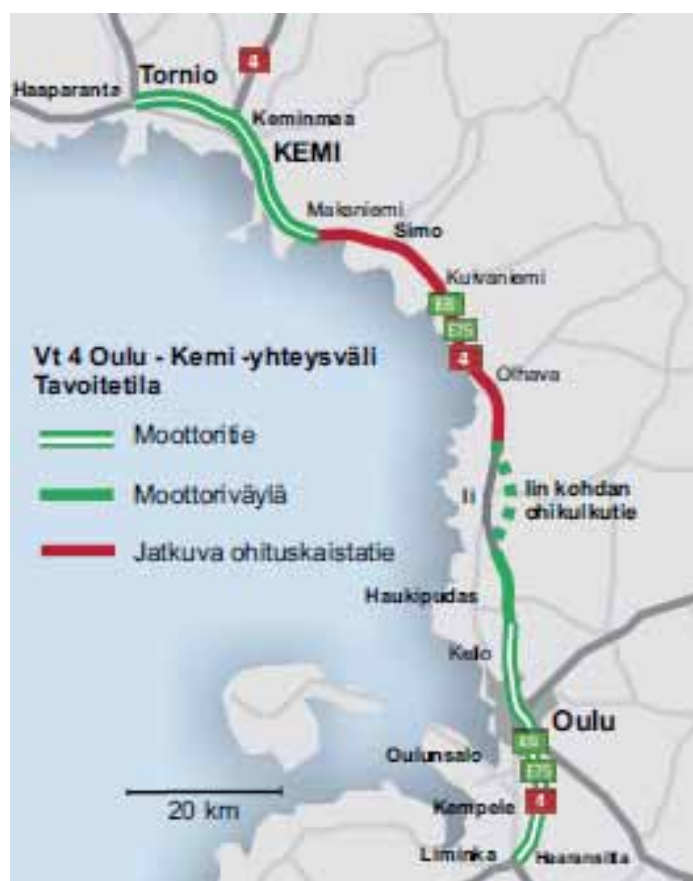 4
Tornio
Haaparanta
Keminmaa
KEMI
Maksniemi
Simo
Kuivaniemi
E8
E75
4
Olhava
Vt 4 Oulu - Kemi -yhteysväli
Tavoitetila
Moottoritie
Moottoriväylä
Jatkuva ohituskaistatie
Ii
Iin kohdan
ohikulkutie
Haukipudas
Kello
Oulu
E8
Oulunsalo
E75
Kempele
4
20 km
Liminka
Haaransilta